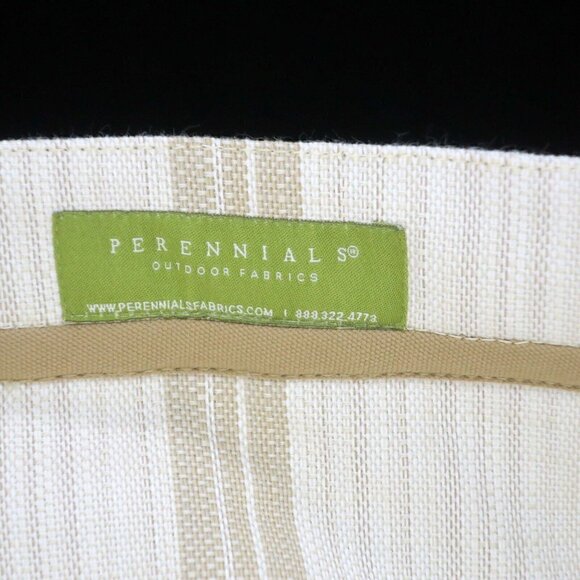 PERENNIALS®
OUTDOOR FABRICS
WWW.PERENNIALSFABRICS.COM | 888.322.4773